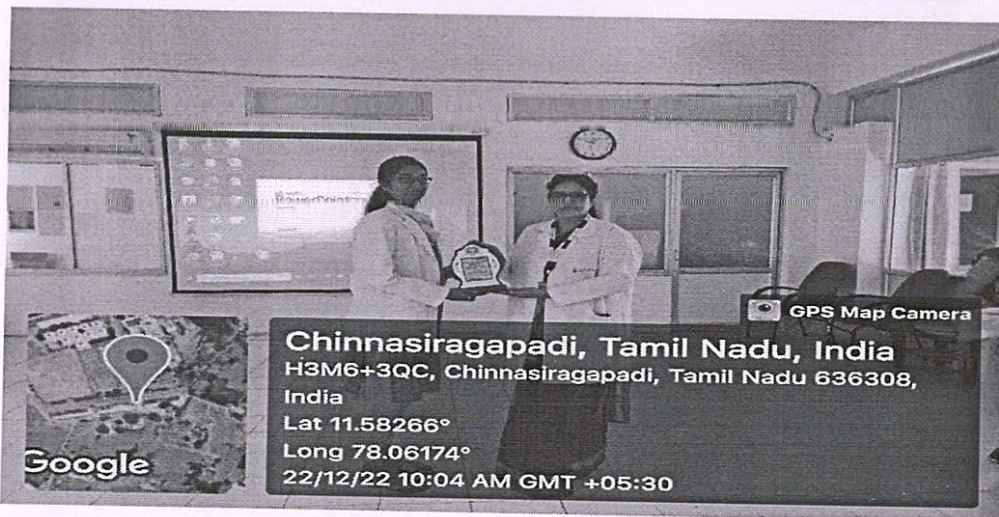 PowerPoint
GPS Map Camera
Chinnasiragapadi, Tamil Nadu, India
H3M6+3QC, Chinnasiragapadi, Tamil Nadu 636308,
India
Lat 11.58266°
Long 78.06174°
22/12/22 10:04 AM GMT +05:30
Google